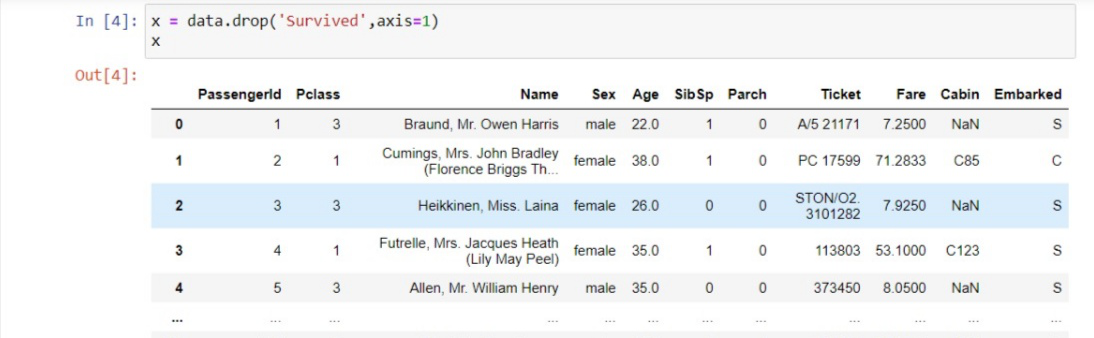 In [4]: x = data.drop('Survived',axis=1)
x
Out[4]:
PassengerId Pclass Name Sex Age SibSp Parch Ticket Fare Cabin Embarked
0 1 3 Braund, Mr. Owen Harris male 22.0 1 0 A/5 21171 7.2500 NaN S
1 2 1 Cumings, Mrs. John Bradley (Florence Briggs Th... female 38.0 1 0 PC 17599 71.2833 C85 C
2 3 3 Heikkinen, Miss. Laina female 26.0 0 0 STON/O2. 3101282 7.9250 NaN S
3 4 1 Futrelle, Mrs. Jacques Heath (Lily May Peel) female 35.0 1 0 113803 53.1000 C123 S
4 5 3 Allen, Mr. William Henry male 35.0 0 0 373450 8.0500 NaN S
... ... ... ... ... ... ... ... ... ... ... ...